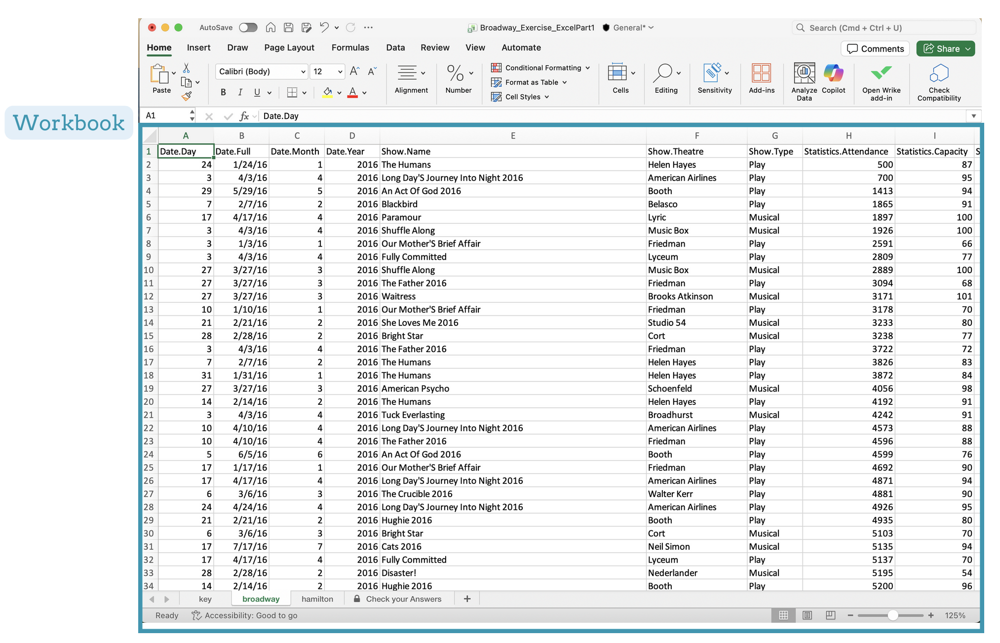 AutoSave Broadway_Exercise_ExcelPart1 General* Search (Cmd + Ctrl + U)
Home Insert Draw Page Layout Formulas Data Review View Automate Comments Share
Calibri (Body) 12 Conditional Formatting
Format as Table
Paste B I U A Alignment % Number Cell Styles Cells Editing Sensitivity Add-ins Analyze Data Copilot Open Wrike add-in Check Compatibility
Workbook
A1 fx Date.Day
A B C D E F G H I
1 Date.Day Date.Full Date.Month Date.Year Show.Name Show.Theatre Show.Type Statistics.Attendance Statistics.Capacity S
2 24 1/24/16 1 2016 The Humans Helen Hayes Play 500 87
3 3 4/3/16 4 2016 Long Day'S Journey Into Night 2016 American Airlines Play 700 95
4 29 5/29/16 5 2016 An Act Of God 2016 Booth Play 1413 94
5 7 2/7/16 2 2016 Blackbird Belasco Play 1865 91
6 17 4/17/16 4 2016 Paramour Lyric Musical 1897 100
7 3 4/3/16 4 2016 Shuffle Along Music Box Musical 1926 100
8 3 1/3/16 1 2016 Our Mother'S Brief Affair Friedman Play 2591 66
9 3 4/3/16 4 2016 Fully Committed Lyceum Play 2809 77
10 27 3/27/16 3 2016 Shuffle Along Music Box Musical 2889 100
11 27 3/27/16 3 2016 The Father 2016 Friedman Play 3094 68
12 27 3/27/16 3 2016 Waitress Brooks Atkinson Musical 3171 101
13 10 1/10/16 1 2016 Our Mother'S Brief Affair Friedman Play 3178 70
14 21 2/21/16 2 2016 She Loves Me 2016 Studio 54 Musical 3233 80
15 28 2/28/16 2 2016 Bright Star Cort Musical 3238 77
16 3 4/3/16 4 2016 The Father 2016 Friedman Play 3722 72
17 7 2/7/16 2 2016 The Humans Helen Hayes Play 3826 83
18 31 1/31/16 1 2016 The Humans Helen Hayes Play 3872 84
19 27 3/27/16 3 2016 American Psycho Schoenfeld Musical 4056 98
20 14 2/14/16 2 2016 The Humans Helen Hayes Play 4192 91
21 3 4/3/16 4 2016 Tuck Everlasting Broadhurst Musical 4242 91
22 10 4/10/16 4 2016 Long Day'S Journey Into Night 2016 American Airlines Play 4573 88
23 10 4/10/16 4 2016 The Father 2016 Friedman Play 4596 88
24 5 6/5/16 6 2016 An Act Of God 2016 Booth Play 4599 76
25 17 1/17/16 1 2016 Our Mother'S Brief Affair Friedman Play 4692 90
26 17 4/17/16 4 2016 Long Day'S Journey Into Night 2016 American Airlines Play 4871 94
27 6 3/6/16 3 2016 The Crucible 2016 Walter Kerr Play 4881 90
28 24 4/24/16 4 2016 Long Day'S Journey Into Night 2016 American Airlines Play 4926 95
29 21 2/21/16 2 2016 Hughie 2016 Booth Play 4935 80
30 6 3/6/16 3 2016 Bright Star Cort Musical 5103 70
31 17 7/17/16 7 2016 Cats 2016 Neil Simon Musical 5135 94
32 17 4/17/16 4 2016 Fully Committed Lyceum Play 5137 70
33 28 2/28/16 2 2016 Disaster! Nederlander Musical 5195 54
34 14 2/14/16 2 2016 Hughie 2016 Booth Play 5200 96
key broadway hamilton Check your Answers +
Ready Accessibility: Good to go 125%